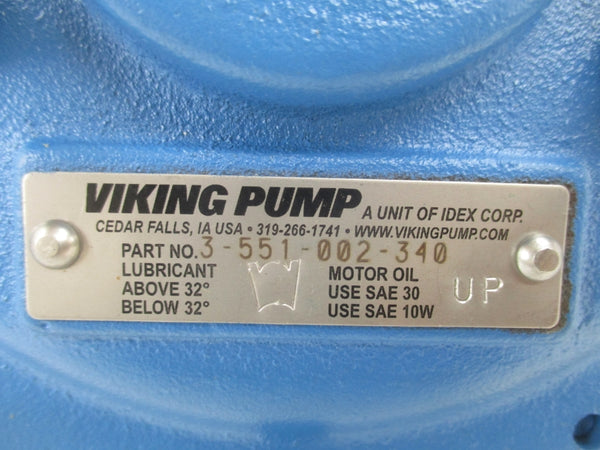 VIKING PUMP A UNIT OF IDEX CORP.
CEDAR FALLS, IA USA • 319-266-1741 • WWW.VIKINGPUMP.COM
PART NO. 3-551-002-340
LUBRICANT MOTOR OIL
ABOVE 32° USE SAE 30 UP
BELOW 32° USE SAE 10W